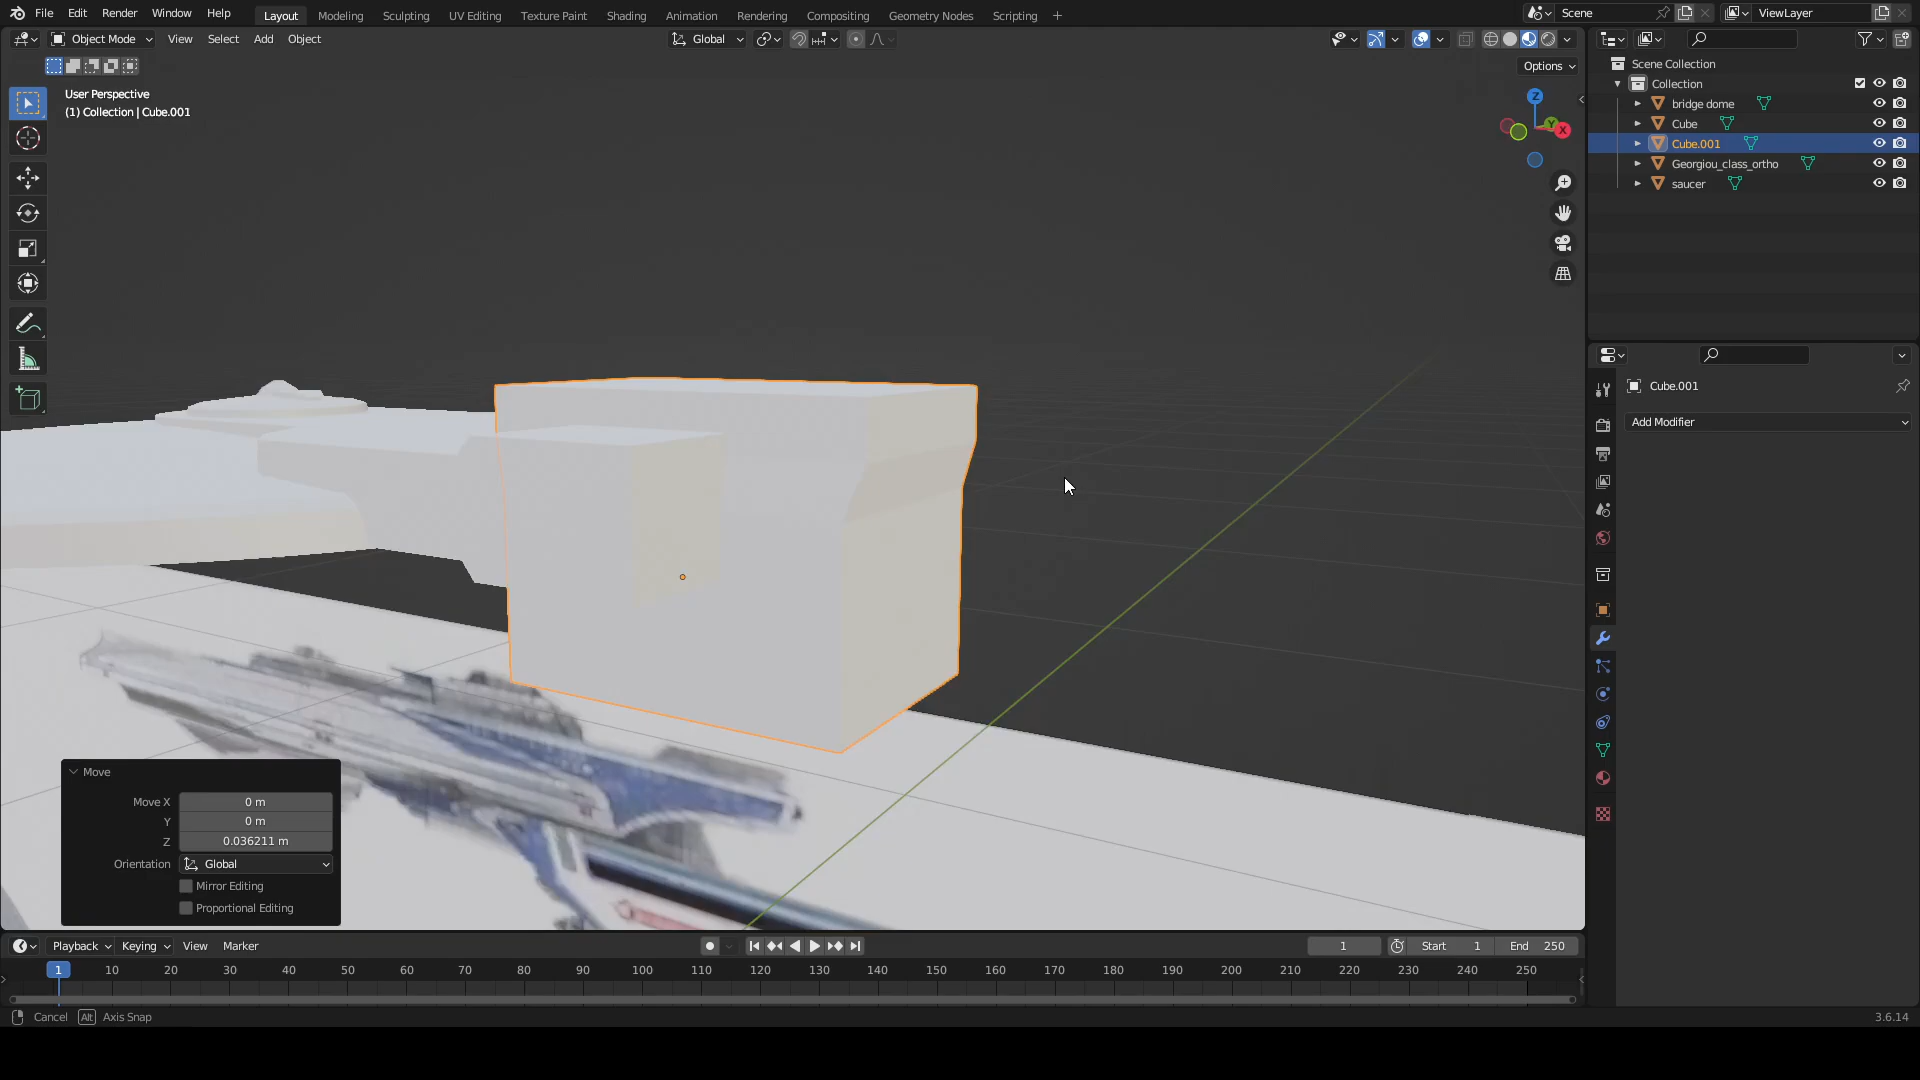 File Edit Render Window Help Layout Modeling Sculpting UV Editing Texture Paint Shading Animation Rendering Compositing Geometry Nodes Scripting + Scene ViewLayer
Object Mode View Select Add Object Global
Options
User Perspective
(1) Collection | Cube.001
Z
Y
X
Scene Collection
Collection
bridge dome
Cube
Cube.001
Georgiou_class_ortho
saucer
Cube.001
Add Modifier
Move
Move X 0 m
Y 0 m
Z 0.036211 m
Orientation Global
Mirror Editing
Proportional Editing
Playback Keying View Marker 1 Start 1 End 250
1 10 20 30 40 50 60 70 80 90 100 110 120 130 140 150 160 170 180 190 200 210 220 230 240 250
Cancel Alt Axis Snap 3.6.14